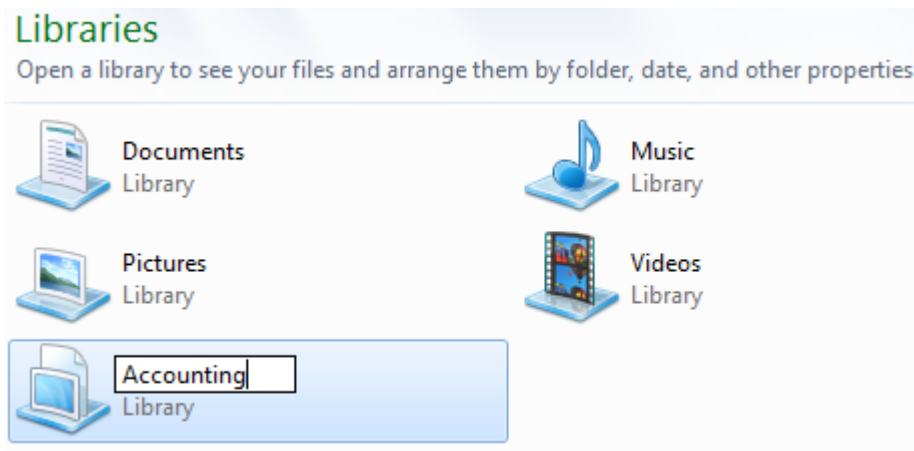 Libraries
Open a library to see your files and arrange them by folder, date, and other properties
Documents
Library
Music
Library
Pictures
Library
Videos
Library
Accounting
Library